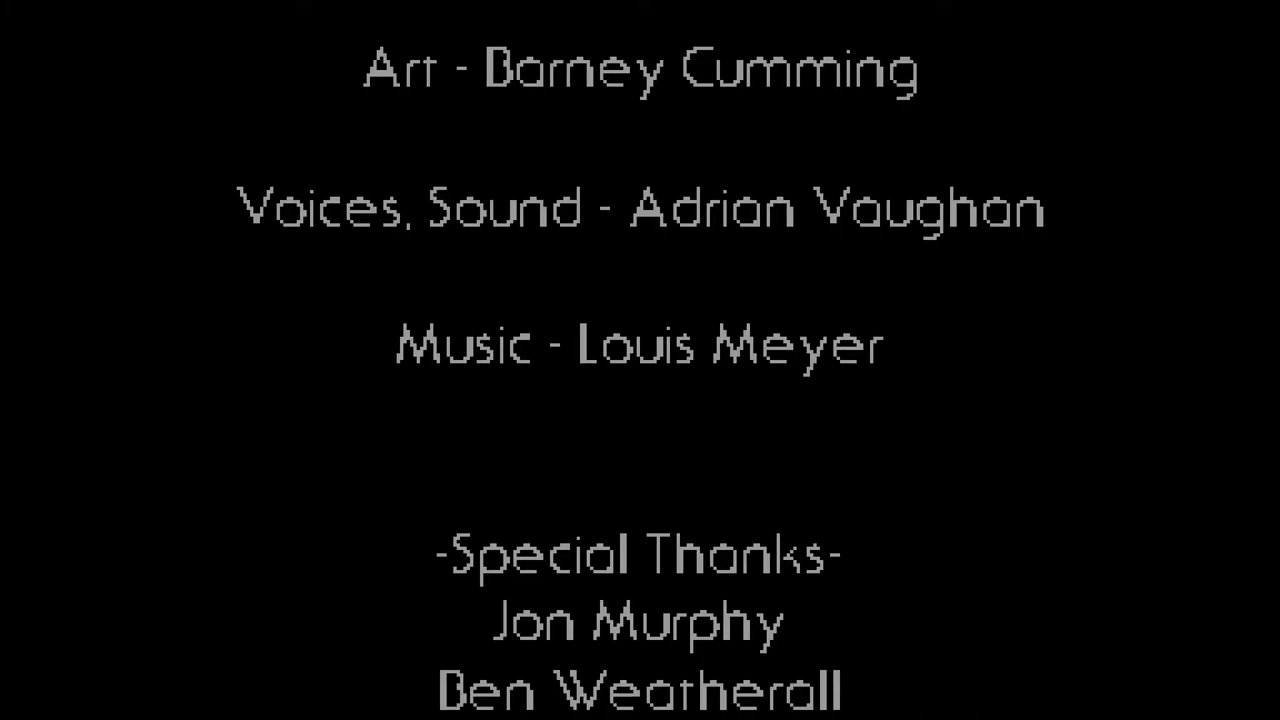 Art - Barney Cumming
Voices, Sound - Adrian Vaughan
Music - Louis Meyer
-Special Thanks-
Jon Murphy
Ben Weatherall